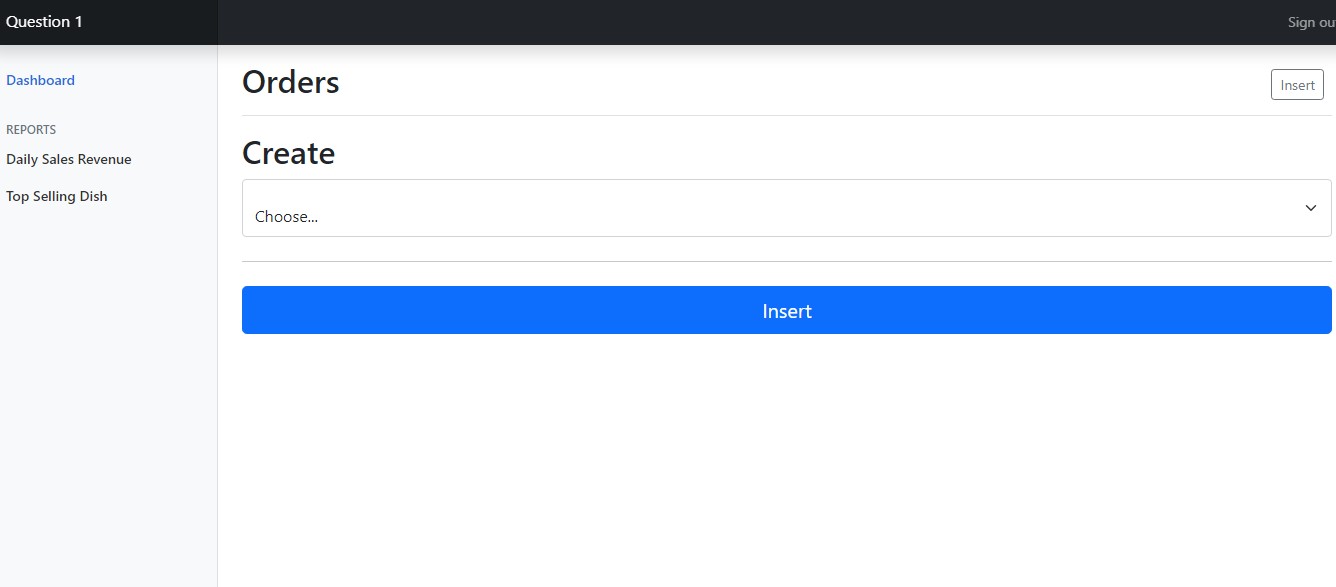 Question 1
Sign ou
Dashboard
REPORTS
Daily Sales Revenue
Top Selling Dish
Orders
Insert
Create
Choose...
Insert